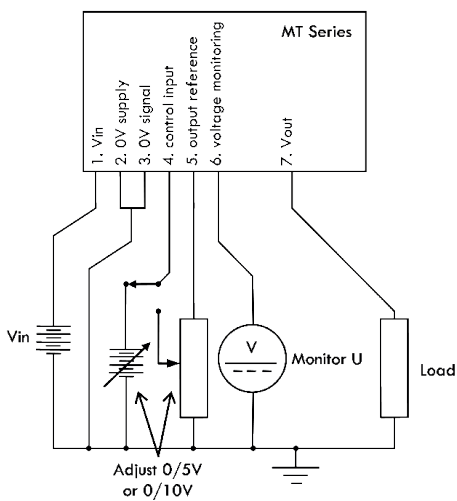 MT Series
1. Vin
2. 0V supply
3. 0V signal
4. control input
5. output reference
6. voltage monitoring
7. Vout
Vin
V
Monitor U
Load
Adjust 0/5V
or 0/10V